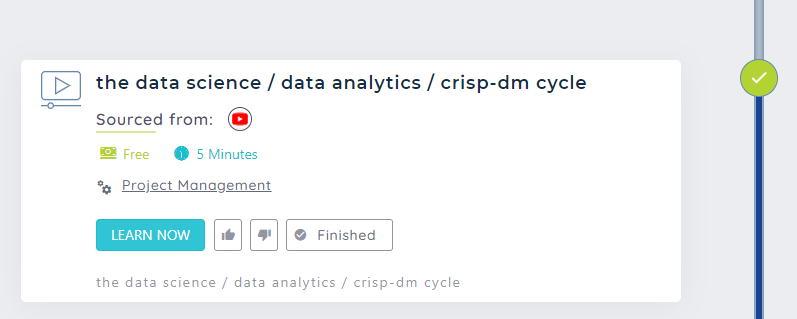 the data science / data analytics / crisp-dm cycle
Sourced from:
Free 5 Minutes
Project Management
LEARN NOW Finished
the data science / data analytics / crisp-dm cycle